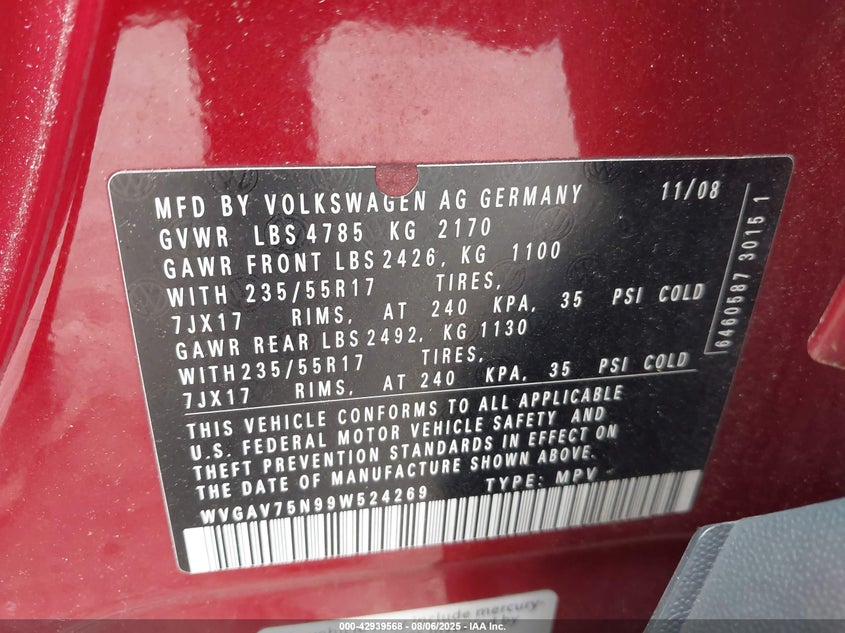 MFD BY VOLKSWAGEN AG GERMANY 11/08
GVWR LBS 4785 KG 2170
GAWR FRONT LBS 2426, KG 1100
WITH 235/55R17 TIRES,
7JX17 RIMS, AT 240 KPA, 35 PSI COLD
GAWR REAR LBS 2492, KG 1130
WITH 235/55R17 TIRES,
7JX17 RIMS, AT 240 KPA, 35 PSI COLD
THIS VEHICLE CONFORMS TO ALL APPLICABLE
U.S. FEDERAL MOTOR VEHICLE SAFETY AND
THEFT PREVENTION STANDARDS IN EFFECT ON
THE DATE OF MANUFACTURE SHOWN ABOVE.
WVGAV75N99W524269 TYPE: MPV
6460587 3015 1
include mercury-
by
000-42939568 - 08/06/2025 - IAA Inc.